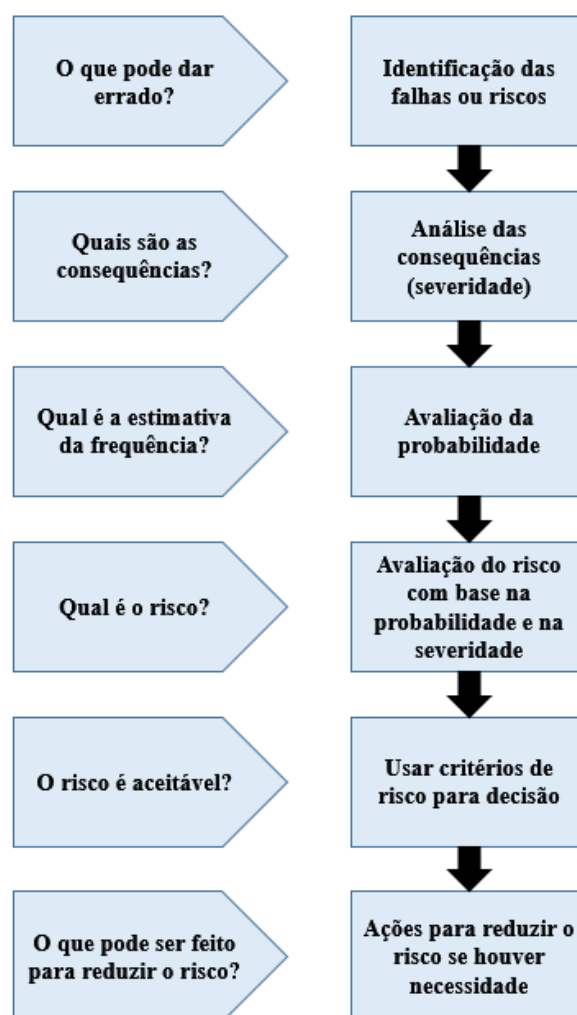 O que pode dar
errado?
Identificação das
falhas ou riscos
Quais são as
consequências?
Análise das
consequências
(severidade)
Qual é a estimativa
da frequência?
Avaliação da
probabilidade
Qual é o risco?
Avaliação do risco
com base na
probabilidade e na
severidade
O risco é aceitável?
Usar critérios de
risco para decisão
O que pode ser feito
para reduzir o risco?
Ações para reduzir o
risco se houver
necessidade